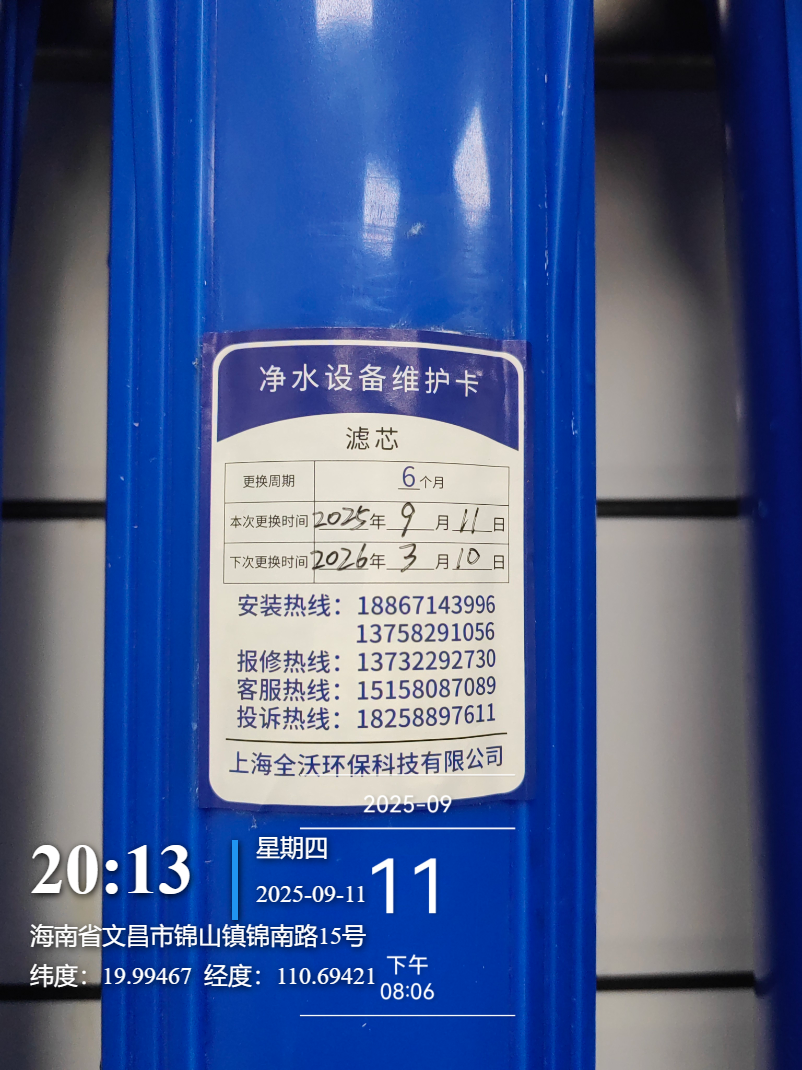 净水设备维护卡
滤芯
更换周期 6个月
本次更换时间 2025年 9 月 11 日
下次更换时间 2026年 3 月 10 日
安装热线：18867143996
13758291056
报修热线：13732292730
客服热线：15158087089
投诉热线：18258897611
上海全沃环保科技有限公司
2025-09
11
下午
08:06
20:13
星期四
2025-09-11
海南省文昌市锦山镇锦南路15号
纬度：19.99467 经度：110.69421